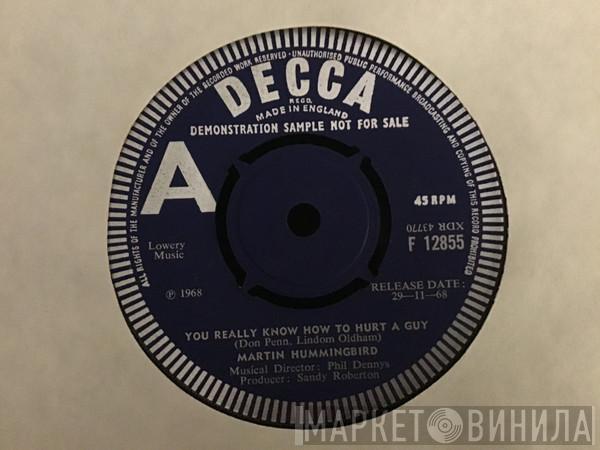 ALL RIGHTS OF THE MANUFACTURER AND OF THE OWNER OF THE RECORDED WORK RESERVED · UNAUTHORISED PUBLIC PERFORMANCE BROADCASTING AND COPYING OF THIS RECORD PROHIBITED
DECCA
REGD.
MADE IN ENGLAND
DEMONSTRATION SAMPLE NOT FOR SALE
A
45 RPM
XDR 43770
F 12855
Lowery
Music
℗ 1968
RELEASE DATE:
29—11—68
YOU REALLY KNOW HOW TO HURT A GUY
(Don Penn. Lindom Oldham)
MARTIN HUMMINGBIRD
Musical Director: Phil Dennys
Producer: Sandy Roberton
МАРКЕТ ВИНИЛА